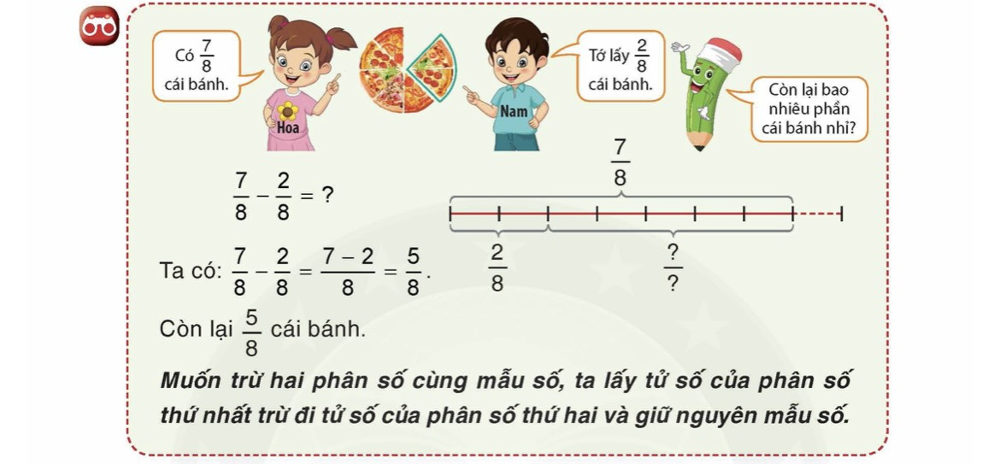 Có 7/8
cái bánh.
Hoa
Nam
Tớ lấy 2/8
cái bánh.
Còn lại bao
nhiêu phần
cái bánh nhỉ?
7/8 − 2/8 = ?
7/8
2/8
?/?
Ta có: 7/8 − 2/8 = (7 − 2)/8 = 5/8.
Còn lại 5/8 cái bánh.
Muốn trừ hai phân số cùng mẫu số, ta lấy tử số của phân số
thứ nhất trừ đi tử số của phân số thứ hai và giữ nguyên mẫu số.